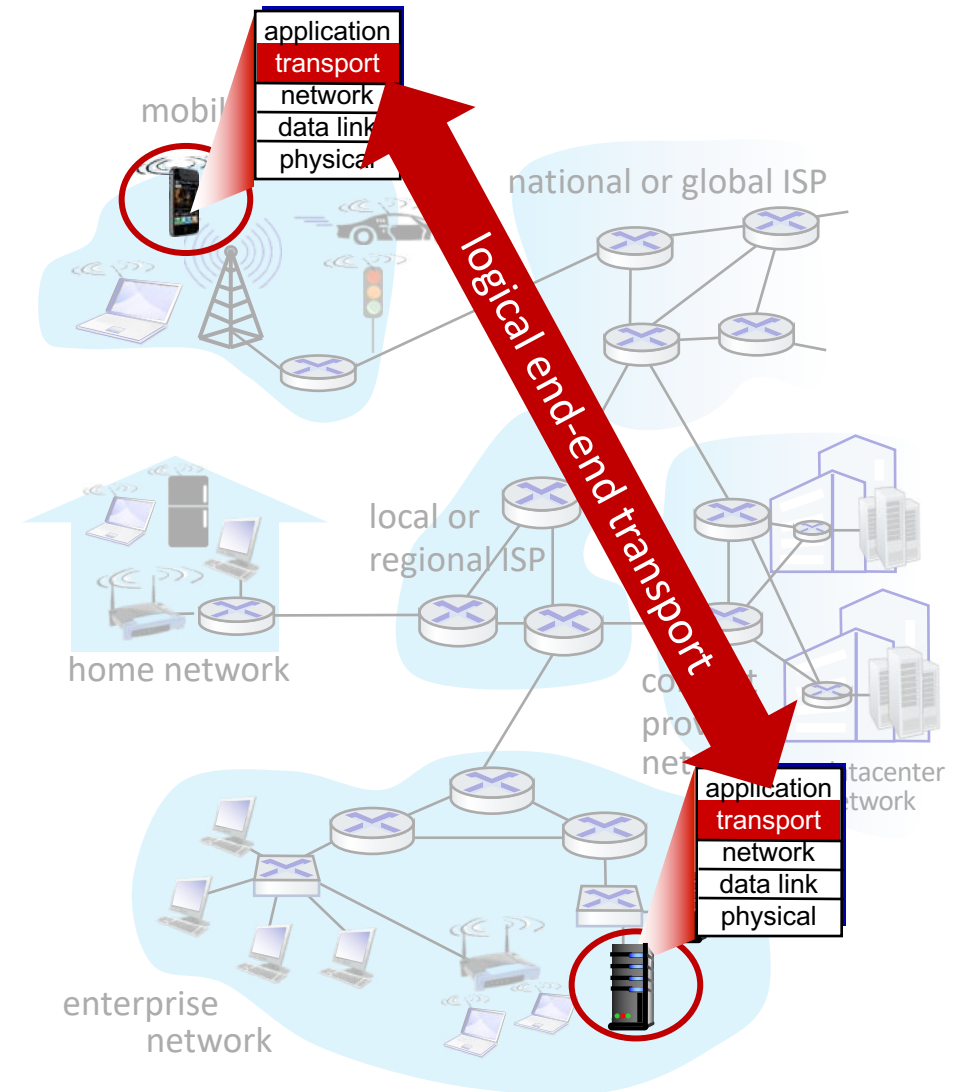 application
transport
network
data link
physical
mobil
national or global ISP
logical end-end transport
local or
regional ISP
home network
application
transport
network
data link
physical
enterprise
network